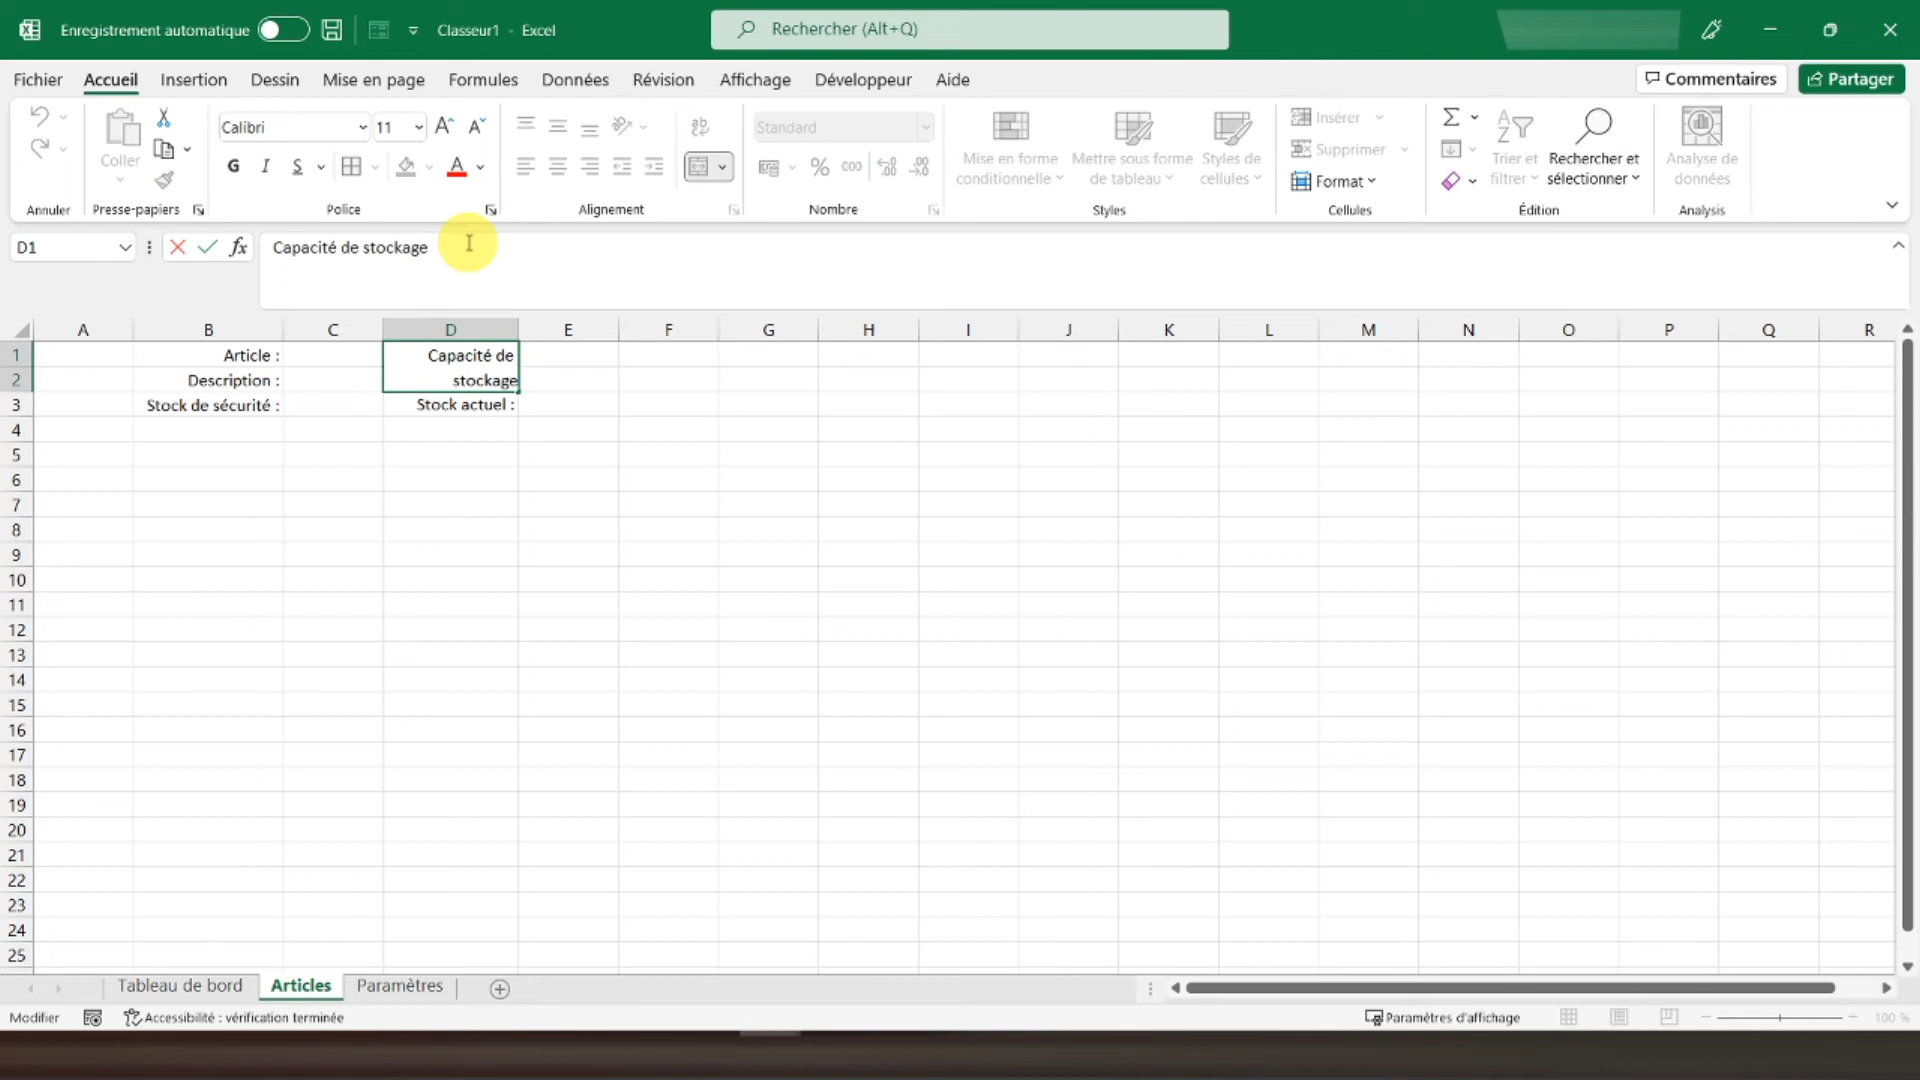 Enregistrement automatique Classeur1 - Excel Rechercher (Alt+Q)
Fichier Accueil Insertion Dessin Mise en page Formules Données Révision Affichage Développeur Aide Commentaires Partager
Calibri 11 Standard
Coller
G I S
% 000
Mise en forme conditionnelle
Mettre sous forme de tableau
Styles de cellules
Insérer
Supprimer
Format
Trier et filtrer
Rechercher et sélectionner
Analyse de données
Annuler Presse-papiers Police Alignement Nombre Styles Cellules Édition Analysis
D1 fx Capacité de stockage
A B C D E F G H I J K L M N O P Q R
1 Article : Capacité de
2 Description : stockage
3 Stock de sécurité : Stock actuel :
4
5
6
7
8
9
10
11
12
13
14
15
16
17
18
19
20
21
22
23
24
25
Tableau de bord Articles Paramètres
Modifier Accessibilité : vérification terminée Paramètres d'affichage 100 %